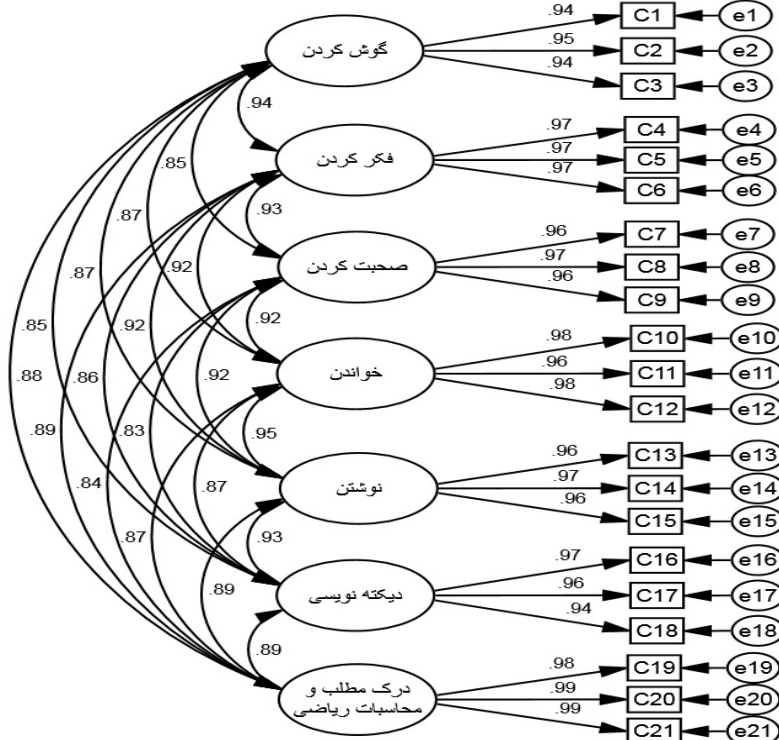 .94 C1 e1
گوش کردن .95 C2 e2
.94 C3 e3
.94
.97 C4 e4
فکر کردن .97 C5 e5
.97 C6 e6
.85
.93
.87
.96 C7 e7
صحبت کردن .97 C8 e8
.96 C9 e9
.87 .92
.92
.85 .92
.98 C10 e10
خواندن .96 C11 e11
.98 C12 e12
.88 .86 .92
.89 .83 .95
.96 C13 e13
نوشتن .97 C14 e14
.96 C15 e15
.84 .87
.87 .93
.97 C16 e16
دیکته نویسی .96 C17 e17
.94 C18 e18
.89
.89
.98 C19 e19
درک مطلب و .99 C20 e20
محاسبات ریاضی .99 C21 e21